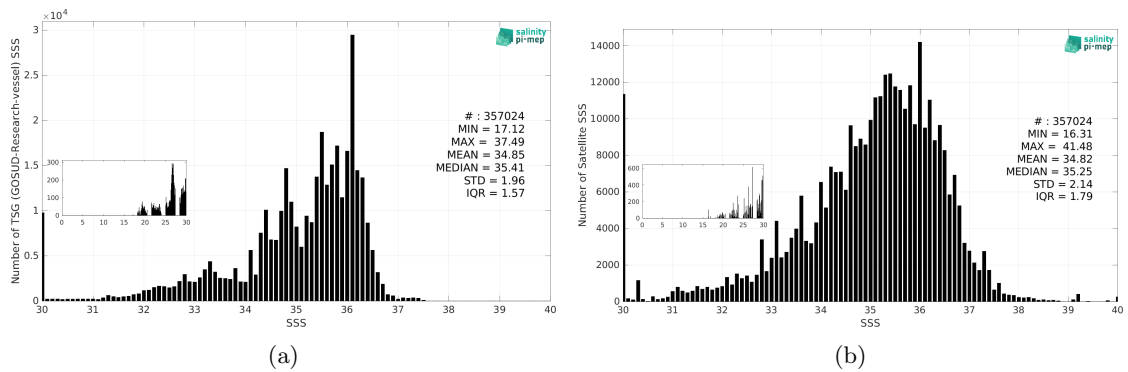 ×10⁴
salinity
pi-mep
3
2.5
2
1.5
1
0.5
0
Number of TSG (GOSUD-Research-vessel) SSS
# : 357024
MIN = 17.12
MAX = 37.49
MEAN = 34.85
MEDIAN = 35.41
STD = 1.96
IQR = 1.57
300
200
100
0
0 5 10 15 20 25 30
30 31 32 33 34 35 36 37 38 39 40
SSS
(a)
salinity
pi-mep
14000
12000
10000
8000
6000
4000
2000
0
Number of Satellite SSS
# : 357024
MIN = 16.31
MAX = 41.48
MEAN = 34.82
MEDIAN = 35.25
STD = 2.14
IQR = 1.79
600
400
200
0
0 5 10 15 20 25 30
30 31 32 33 34 35 36 37 38 39 40
SSS
(b)